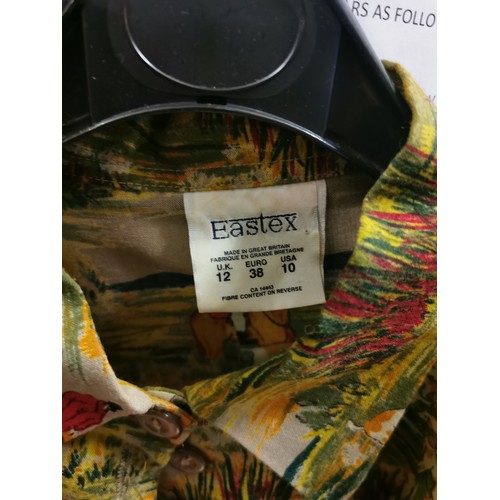 RS AS FOLLO
Eastex
MADE IN GREAT BRITAIN
FABRIQUE EN GRANDE BRETAGNE
U.K. EURO USA
12 38 10
CA 14443
FIBRE CONTENT ON REVERSE